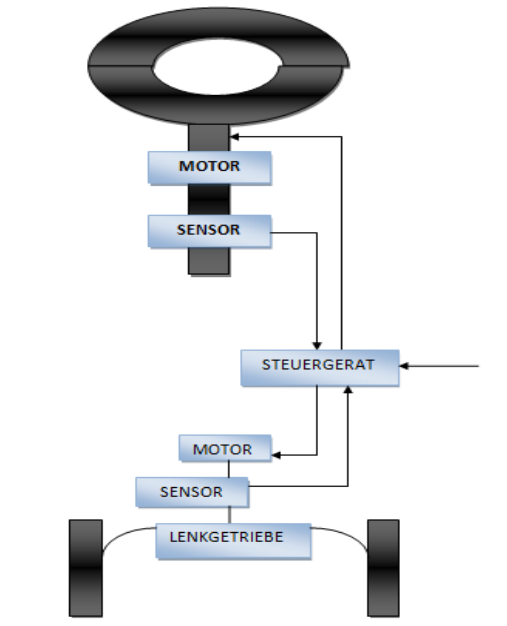 MOTOR
SENSOR
STEUERGERAT
MOTOR
SENSOR
LENKGETRIEBE